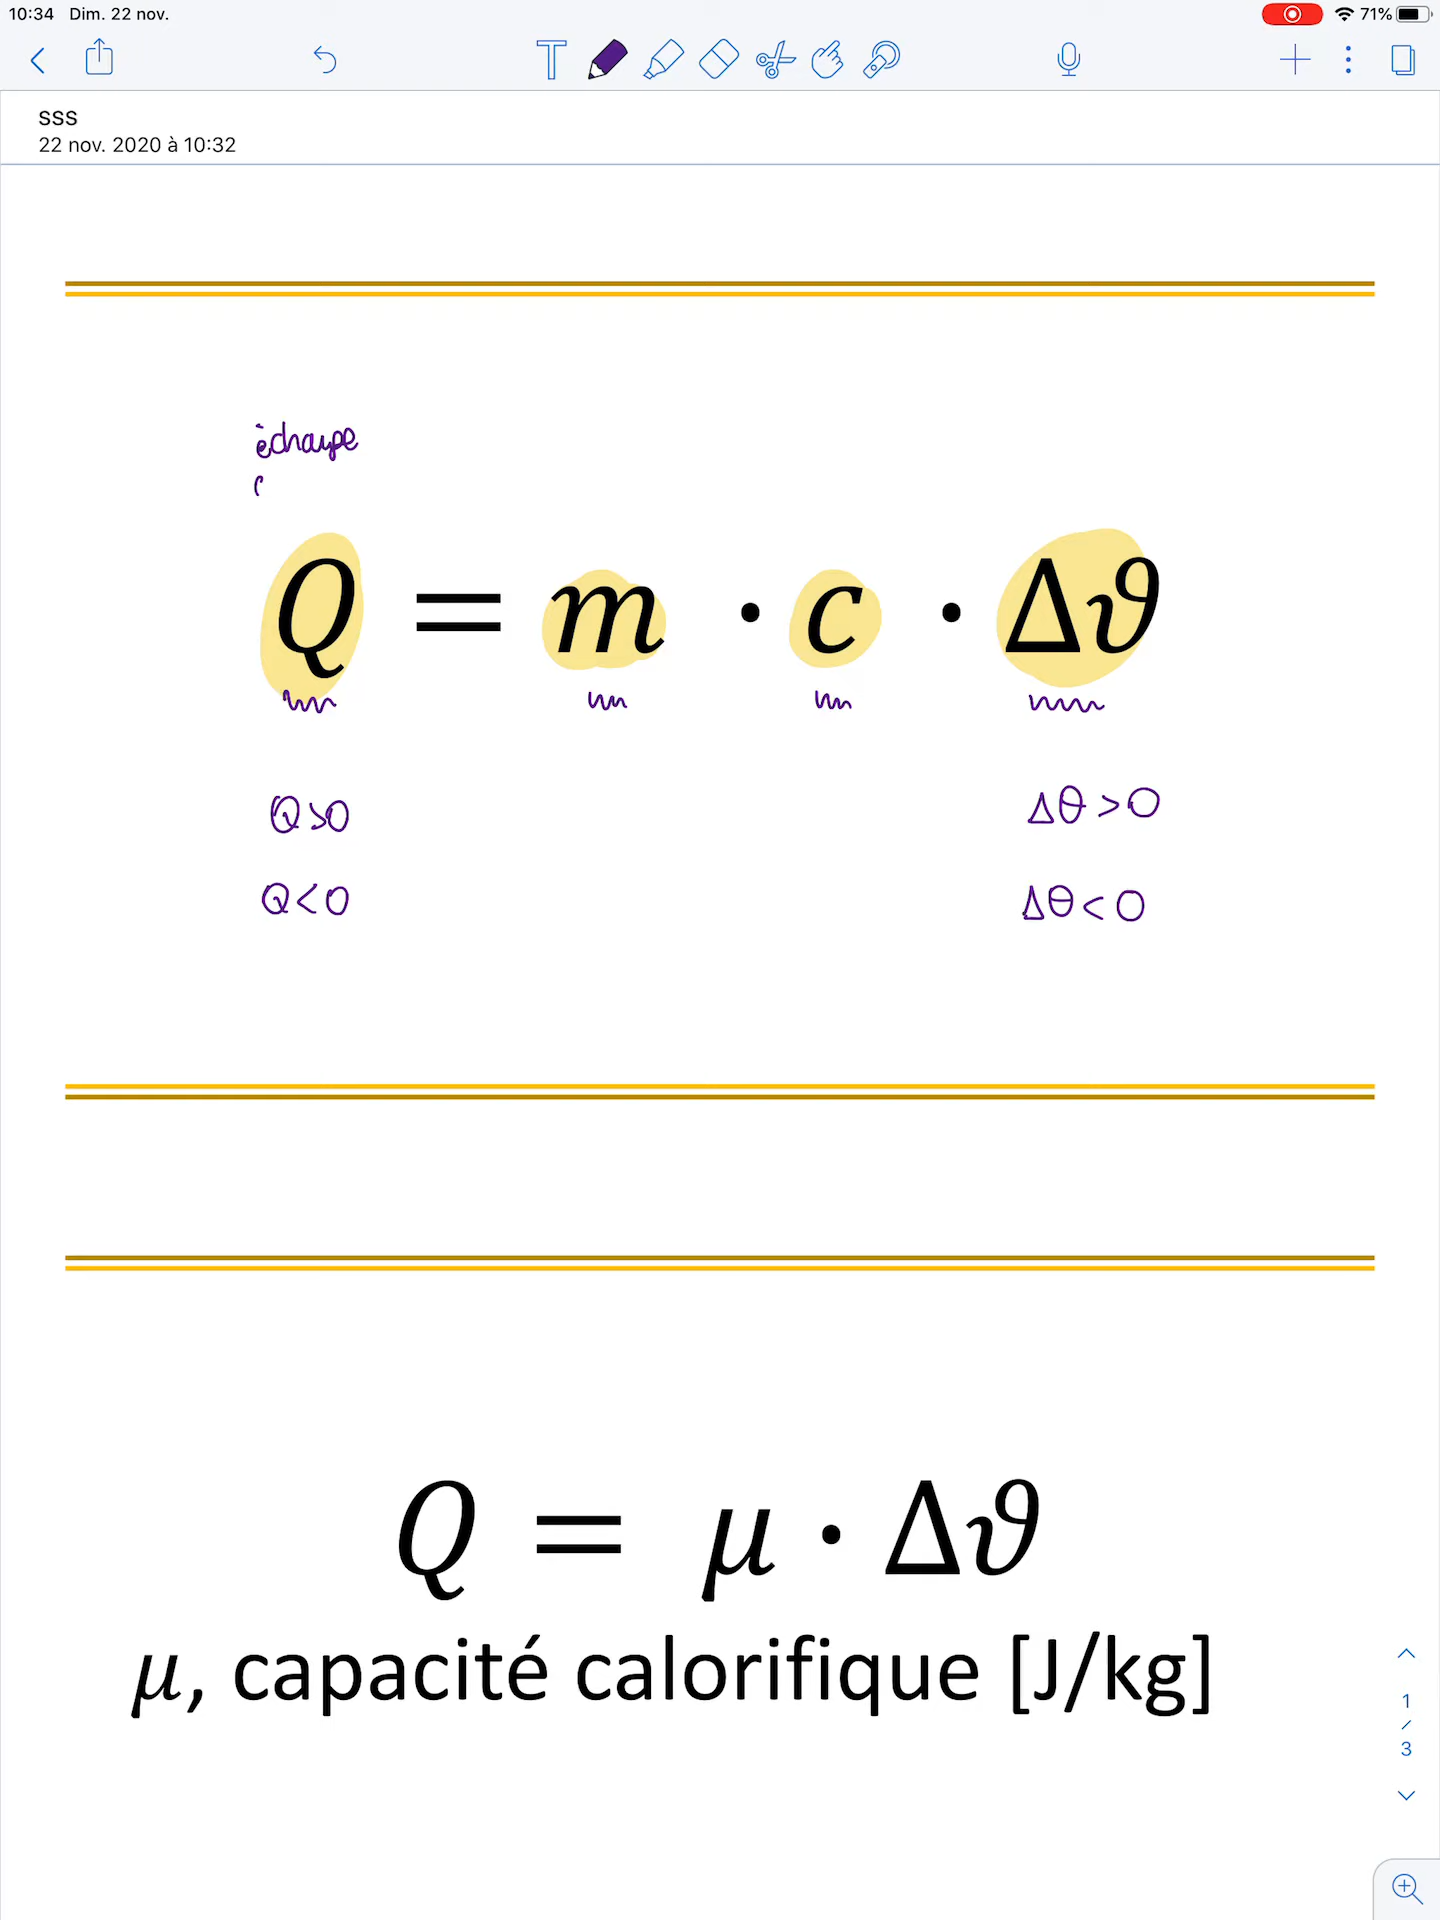 10:34 Dim. 22 nov. 71%
SSS
22 nov. 2020 à 10:32
échange
Q = m · c · Δϑ
Q>0 Δθ>0
Q<0 Δθ<0
Q = μ · Δϑ
μ, capacité calorifique [J/kg]
1
/
3